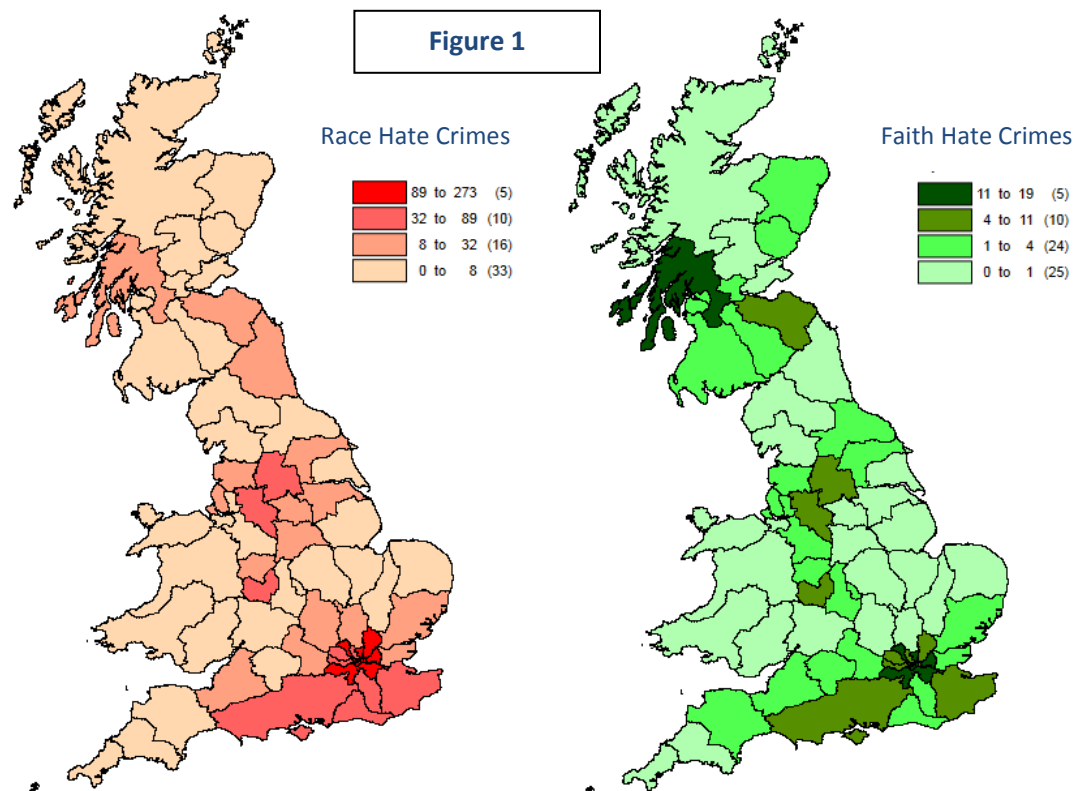 Figure 1
Race Hate Crimes
89 to 273 (5)
32 to 89 (10)
8 to 32 (16)
0 to 8 (33)
Faith Hate Crimes
11 to 19 (5)
4 to 11 (10)
1 to 4 (24)
0 to 1 (25)